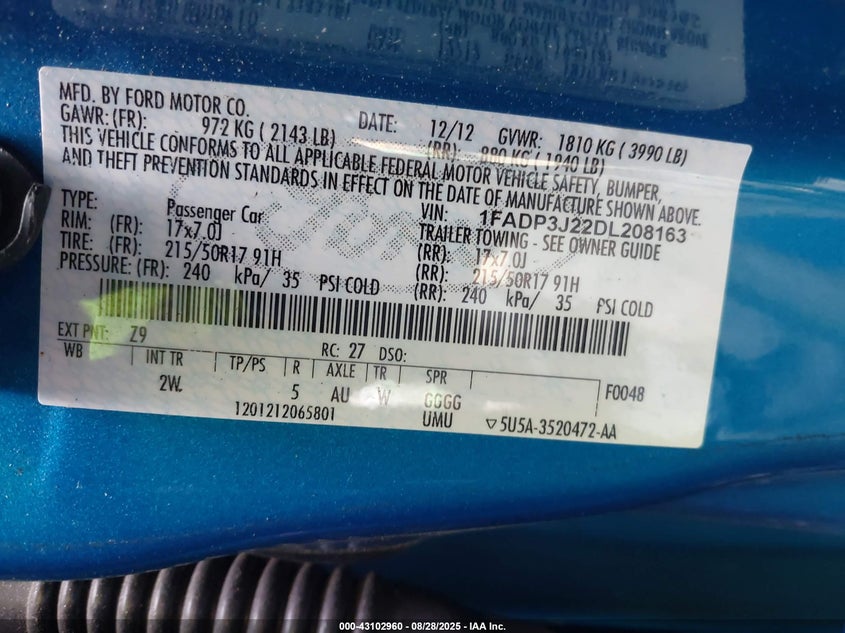 MFD. BY FORD MOTOR CO.
DATE: 12/12 GVWR: 1810 KG ( 3990 LB)
GAWR: (FR): 972 KG ( 2143 LB) (RR): 880 KG ( 1940 LB)
THIS VEHICLE CONFORMS TO ALL APPLICABLE FEDERAL MOTOR VEHICLE SAFETY, BUMPER,
AND THEFT PREVENTION STANDARDS IN EFFECT ON THE DATE OF MANUFACTURE SHOWN ABOVE.
VIN: 1FADP3J22DL208163
TYPE: Passenger Car TRAILER TOWING - SEE OWNER GUIDE
RIM: (FR): 17x7.0J (RR): 17x7.0J
TIRE: (FR): 215/50R17 91H (RR): 215/50R17 91H
PRESSURE: (FR): 240 kPa/ 35 PSI COLD (RR): 240 kPa/ 35 PSI COLD
EXT PNT: Z9 RC: 27 DSO:
WB INT TR TP/PS R AXLE TR SPR F0048
2W. 5 AU W GGGG
1201212065801 UMU ▽5U5A-3520472-AA
000-43102960 - 08/28/2025 - IAA Inc.